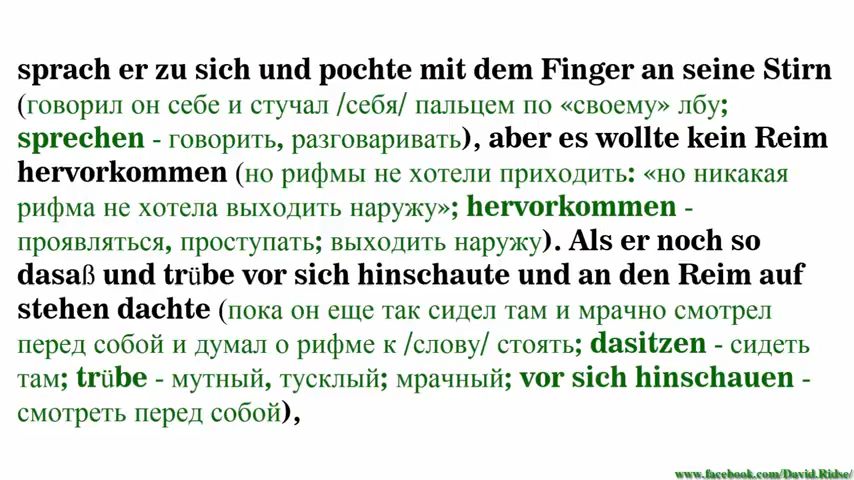 sprach er zu sich und pochte mit dem Finger an seine Stirn
(говорил он себе и стучал /себя/ пальцем по «своему» лбу;
sprechen - говорить, разговаривать), aber es wollte kein Reim
hervorkommen (но рифмы не хотели приходить: «но никакая
рифма не хотела выходить наружу»; hervorkommen -
проявляться, проступать; выходить наружу). Als er noch so
dasaß und trübe vor sich hinschaute und an den Reim auf
stehen dachte (пока он еще так сидел там и мрачно смотрел
перед собой и думал о рифме к /слову/ стоять; dasitzen - сидеть
там; trübe - мутный, тусклый; мрачный; vor sich hinschauen -
смотреть перед собой),
www.facebook.com/David.Ridse/